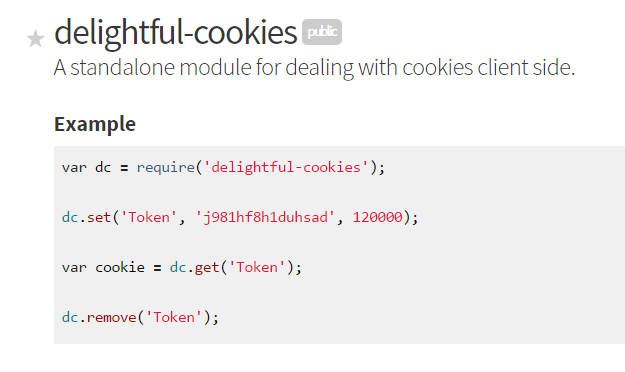 delightful-cookies public
A standalone module for dealing with cookies client side.
Example
var dc = require('delightful-cookies');
dc.set('Token', 'j981hf8h1duhsad', 120000);
var cookie = dc.get('Token');
dc.remove('Token');